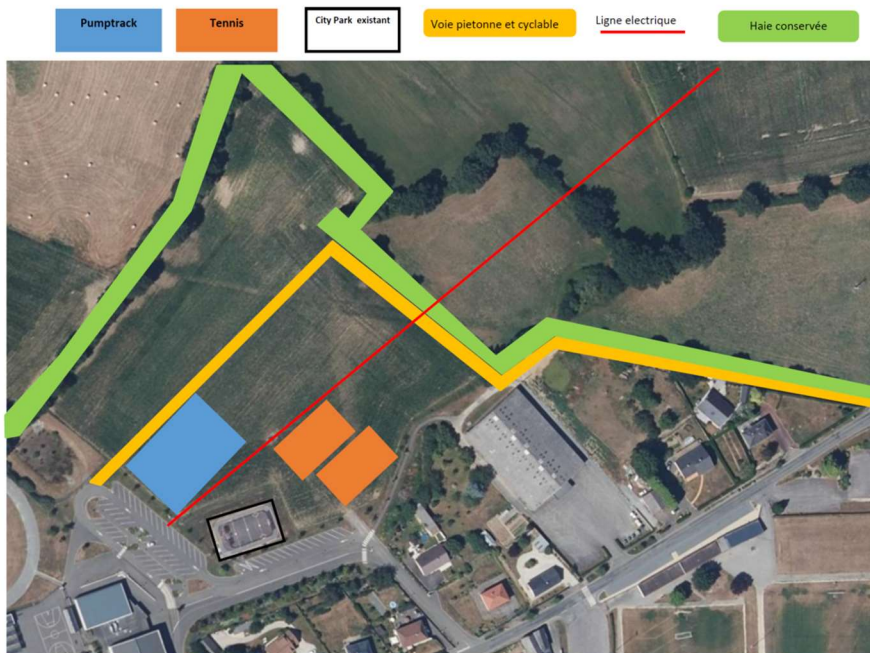 Pumptrack
Tennis
City Park existant
Voie pietonne et cyclable
Ligne electrique
Haie conservée